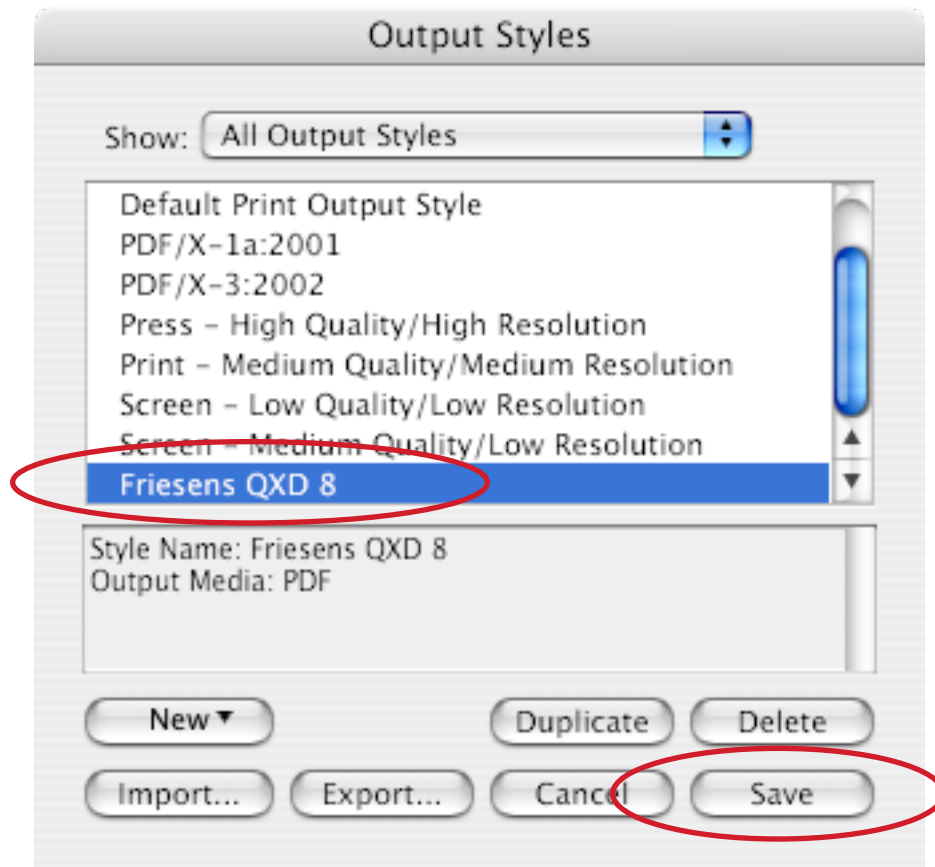 Output Styles
Show: All Output Styles
Default Print Output Style
PDF/X-1a:2001
PDF/X-3:2002
Press – High Quality/High Resolution
Print – Medium Quality/Medium Resolution
Screen – Low Quality/Low Resolution
Screen – Medium Quality/Low Resolution
Friesens QXD 8
Style Name: Friesens QXD 8
Output Media: PDF
New Duplicate Delete
Import... Export... Cancel Save